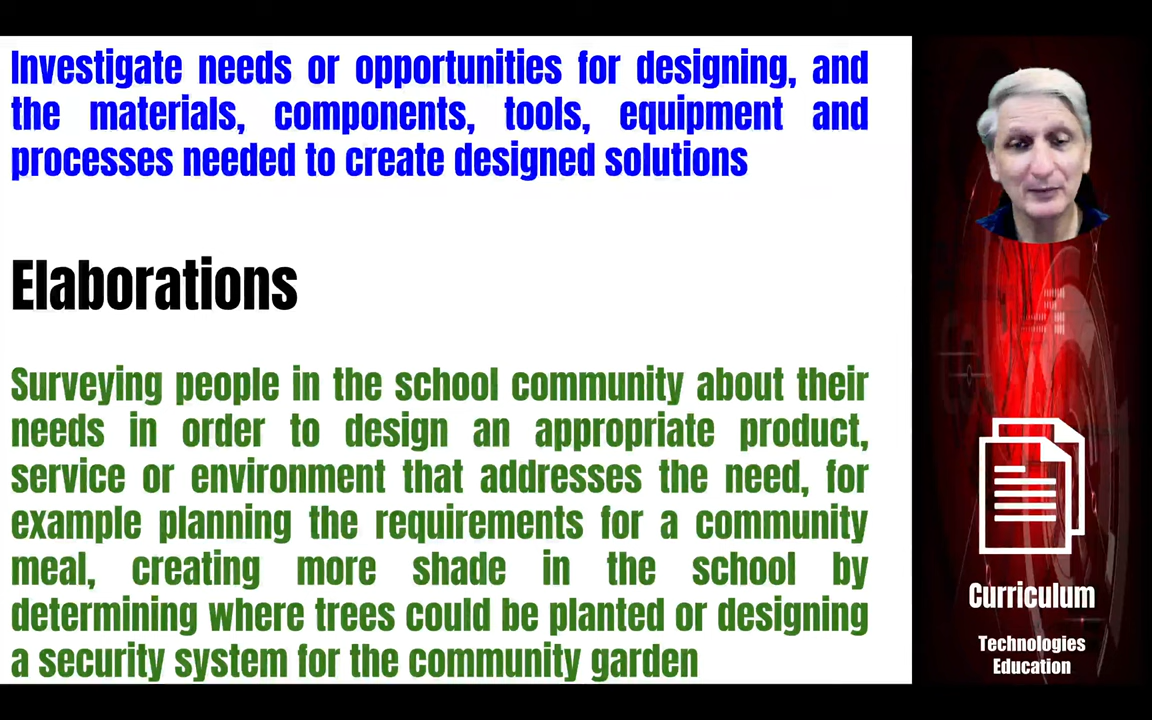 Investigate needs or opportunities for designing, and
the materials, components, tools, equipment and
processes needed to create designed solutions
Elaborations
Surveying people in the school community about their
needs in order to design an appropriate product,
service or environment that addresses the need, for
example planning the requirements for a community
meal, creating more shade in the school by
determining where trees could be planted or designing
a security system for the community garden
Curriculum
Technologies
Education